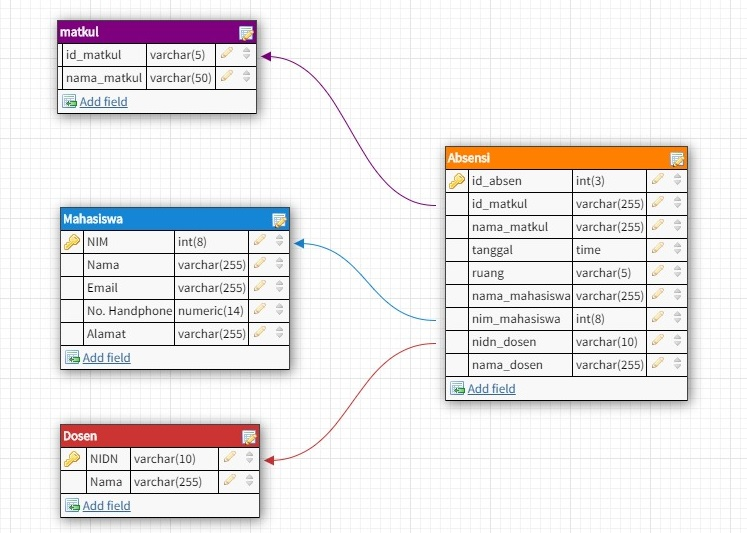 matkul
id_matkul varchar(5)
nama_matkul varchar(50)
Add field
Absensi
id_absen int(3)
id_matkul varchar(255)
nama_matkul varchar(255)
tanggal time
ruang varchar(5)
nama_mahasiswa varchar(255)
nim_mahasiswa int(8)
nidn_dosen varchar(10)
nama_dosen varchar(255)
Add field
Mahasiswa
NIM int(8)
Nama varchar(255)
Email varchar(255)
No. Handphone numeric(14)
Alamat varchar(255)
Add field
Dosen
NIDN varchar(10)
Nama varchar(255)
Add field